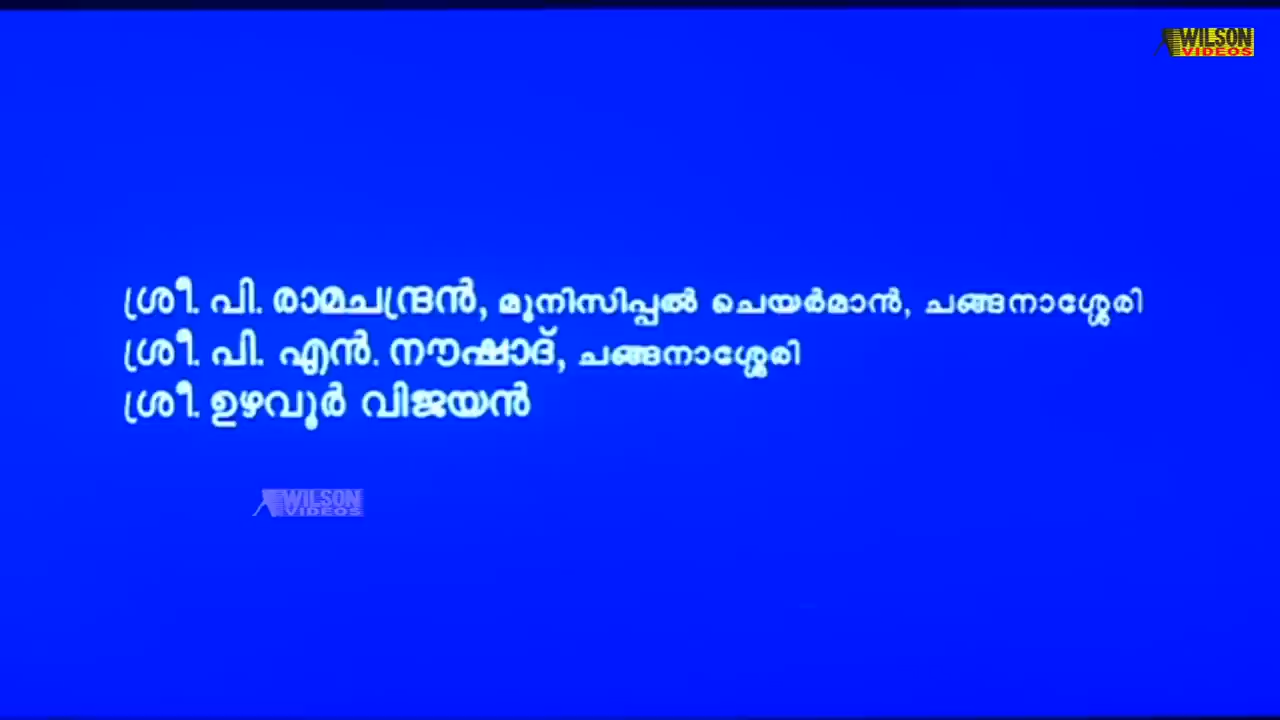 WILSON
VIDEOS
ശ്രീ. പി. രാമചന്ദ്രൻ, മൂനിസിപ്പൽ ചെയർമാൻ, ചങ്ങനാശ്ശേരി
ശ്രീ. പി. എൻ. നൗഷാദ്, ചങ്ങനാശ്ശേരി
ശ്രീ. ഉഴവൂർ വിജയൻ
WILSON
VIDEOS